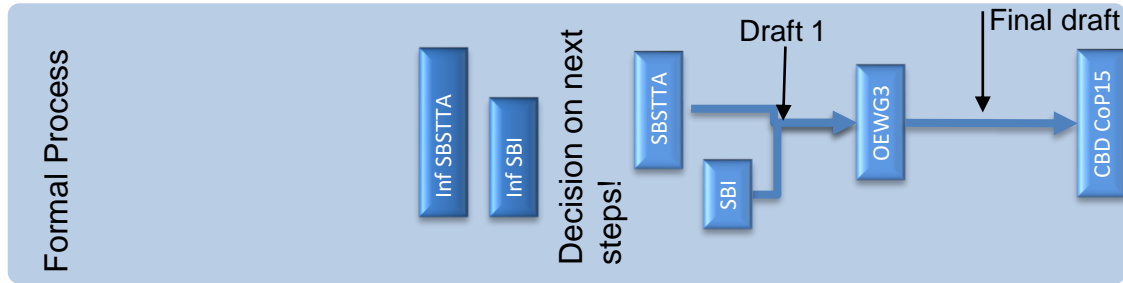 Formal Process
Inf SBSTTA
Inf SBI
Decision on next
steps!
SBSTTA
SBI
Draft 1
OEWG3
Final draft
CBD CoP15